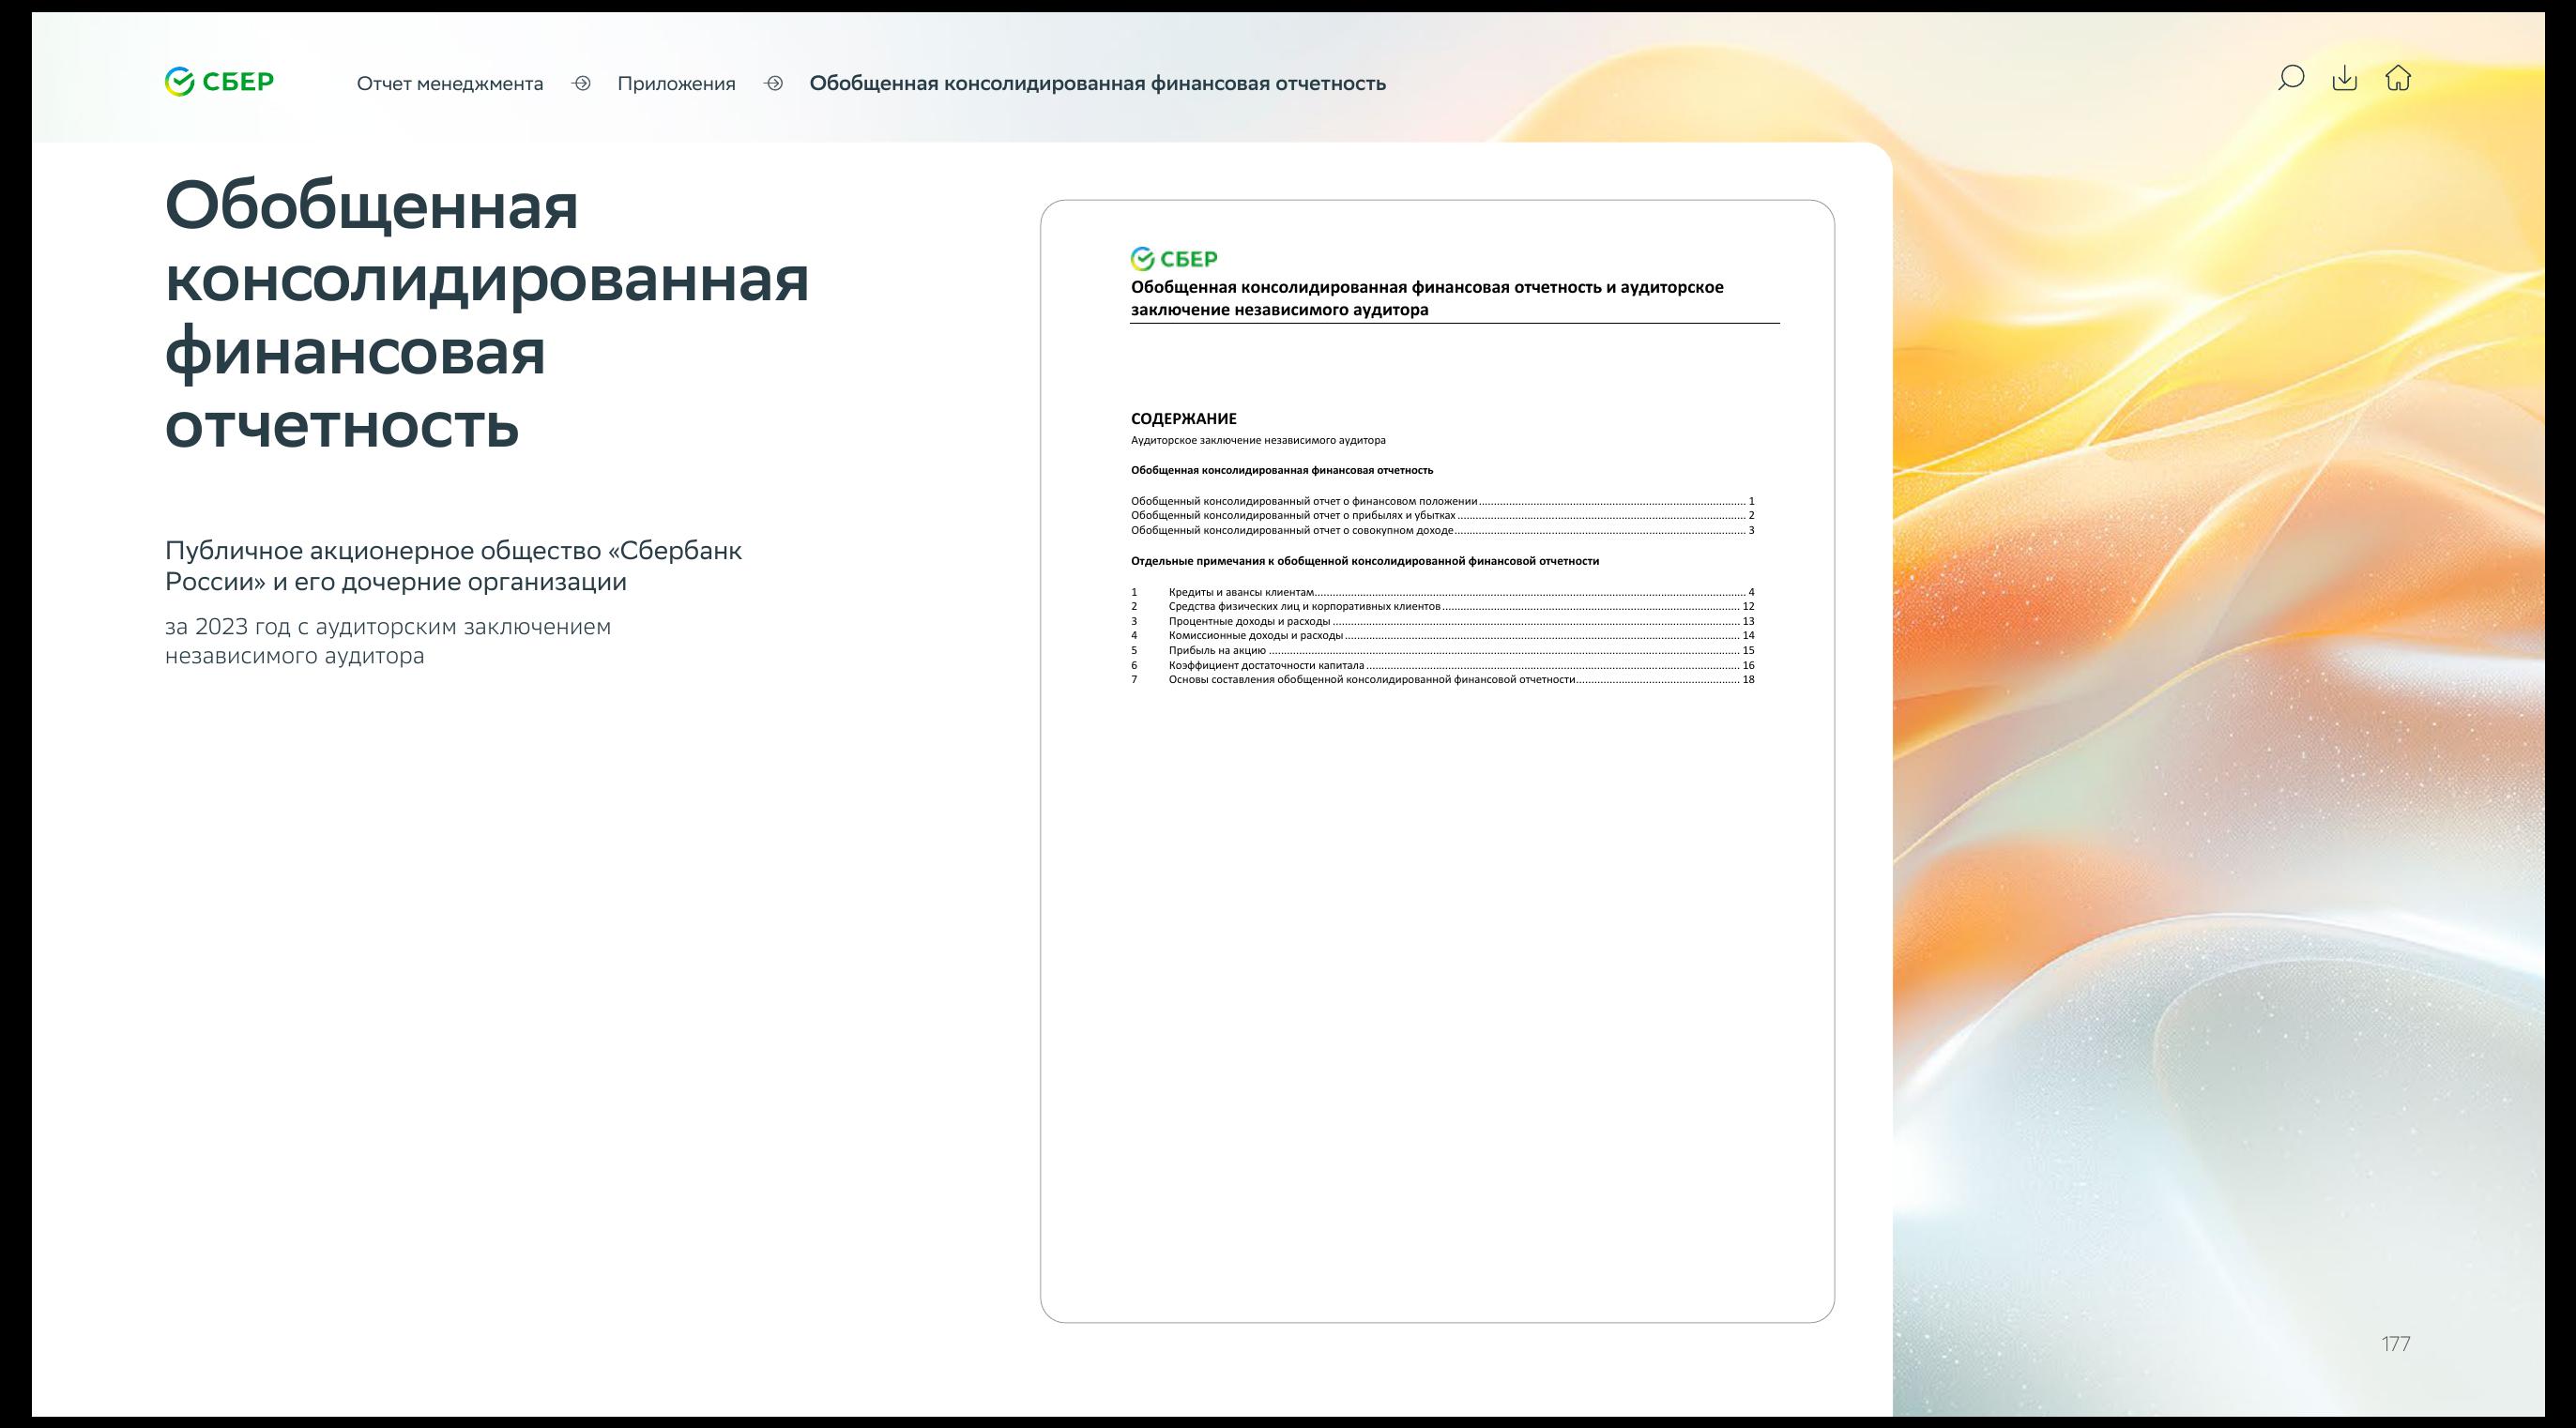 СБЕР
Отчет менеджмента
Приложения
Обобщенная консолидированная финансовая отчетность
Обобщенная
консолидированная
финансовая
отчетность
Публичное акционерное общество «Сбербанк
России» и его дочерние организации
за 2023 год с аудиторским заключением
независимого аудитора
СБЕР
Обобщенная консолидированная финансовая отчетность и аудиторское
заключение независимого аудитора
СОДЕРЖАНИЕ
Аудиторское заключение независимого аудитора
Обобщенная консолидированная финансовая отчетность
Обобщенный консолидированный отчет о финансовом положении 1
Обобщенный консолидированный отчет о прибылях и убытках 2
Обобщенный консолидированный отчет о совокупном доходе 3
Отдельные примечания к обобщенной консолидированной финансовой отчетности
1 Кредиты и авансы клиентам 4
2 Средства физических лиц и корпоративных клиентов 12
3 Процентные доходы и расходы 13
4 Комиссионные доходы и расходы 14
5 Прибыль на акцию 15
6 Коэффициент достаточности капитала 16
7 Основы составления обобщенной консолидированной финансовой отчетности 18
177